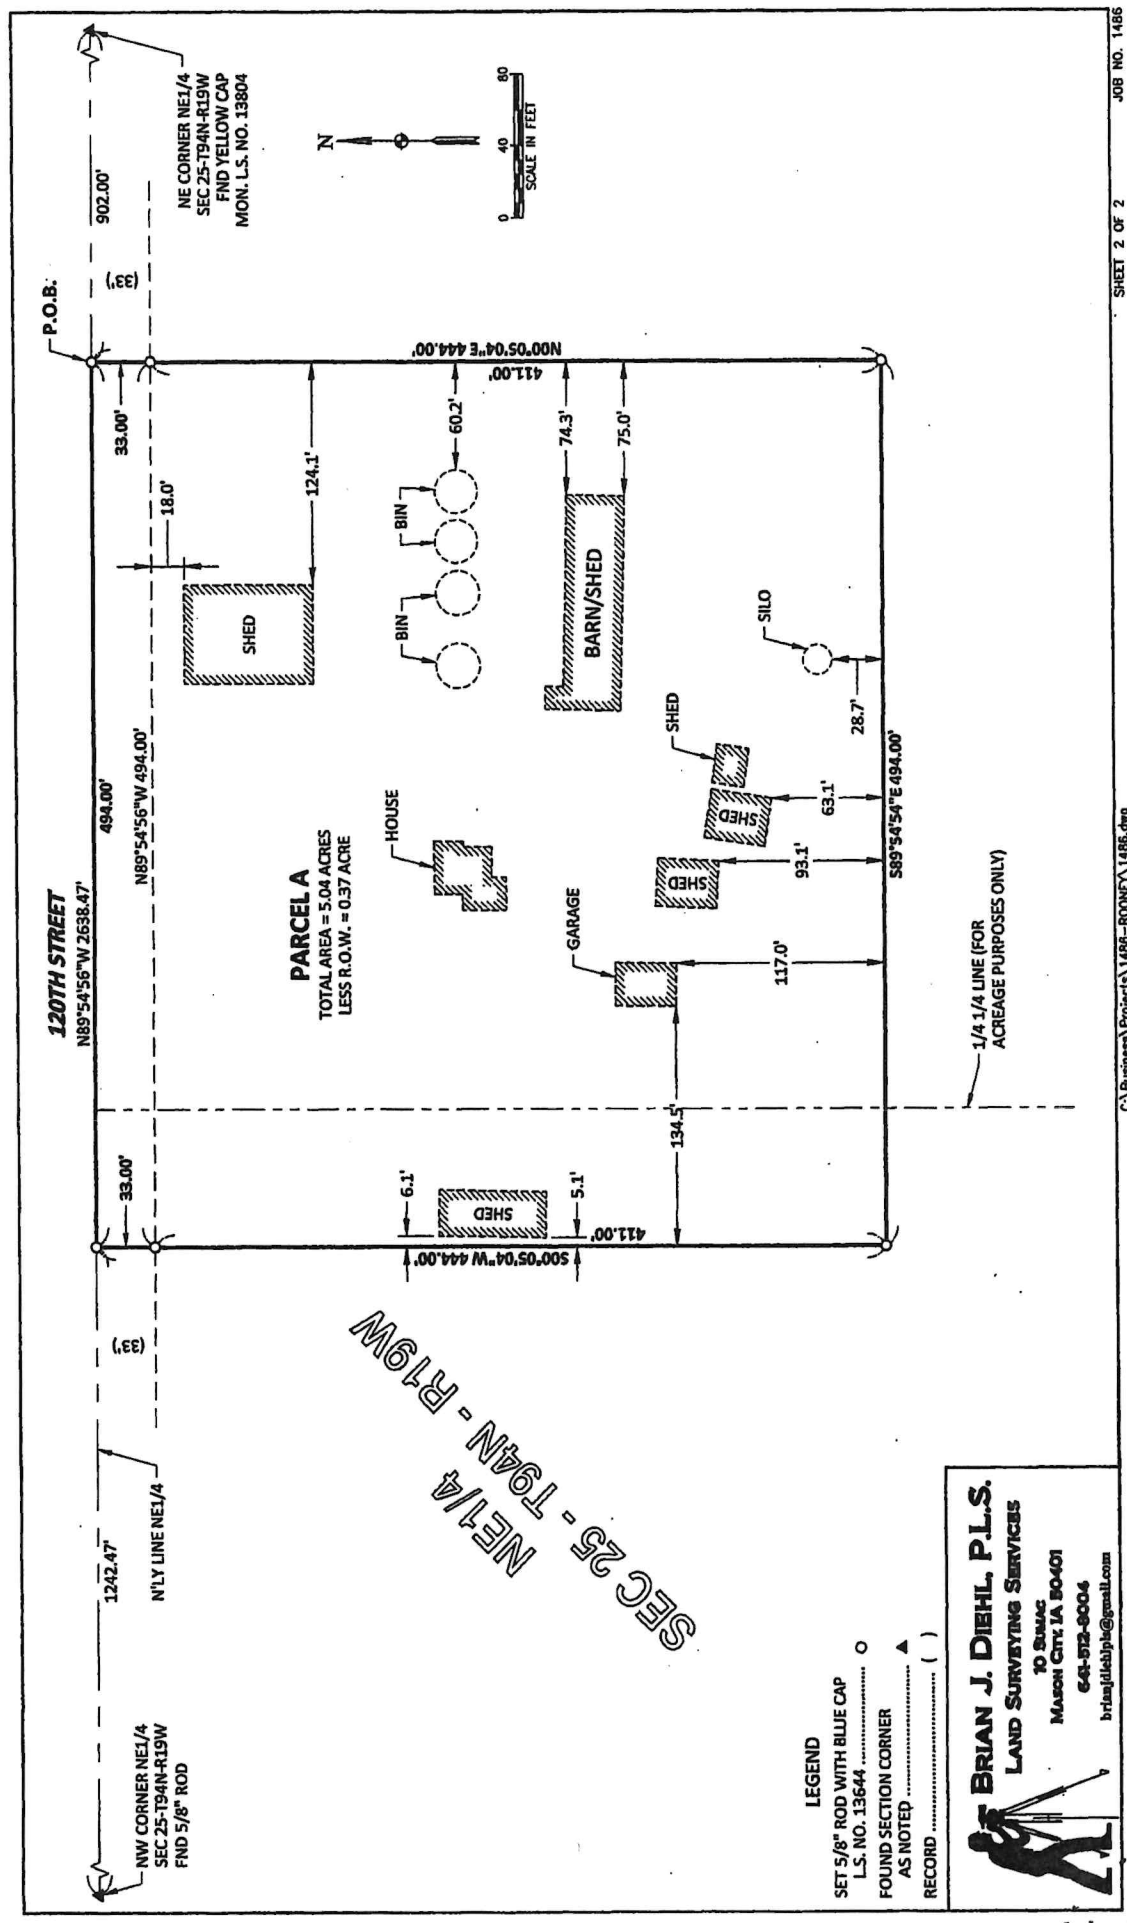 120TH STREET
N89°54'56"W 2638.47'
NW CORNER NE1/4
SEC 25-T94N-R19W
FND 5/8" ROD
1242.47'
N'LY LINE NE1/4
(33')
33.00'
494.00'
N89°54'56"W 494.00'
P.O.B.
33.00'
(33')
902.00'
NE CORNER NE1/4
SEC 25-T94N-R19W
FND YELLOW CAP
MON. L.S. NO. 13804
N
0 40 80
SCALE IN FEET
18.0'
SHED
124.1'
PARCEL A
TOTAL AREA = 5.04 ACRES
LESS R.O.W. = 0.37 ACRE
HOUSE
BIN
BIN
60.2'
N00°05'04"E 444.00'
411.00'
6.1'
SHED
5.1'
S00°05'04"W 444.00'
411.00'
74.3'
BARN/SHED
75.0'
GARAGE
134.5'
117.0'
SHED
93.1'
SHED
63.1'
SHED
SILO
28.7'
S89°54'54"E 494.00'
1/4 1/4 LINE (FOR
ACREAGE PURPOSES ONLY)
NE1/4
SEC 25 - T94N - R19W
LEGEND
SET 5/8" ROD WITH BLUE CAP
L.S. NO. 13644
FOUND SECTION CORNER
AS NOTED
RECORD ( )
BRIAN J. DIEHL, P.L.S.
LAND SURVEYING SERVICES
10 SUMAC
MASON CITY, IA 50401
641-512-8004
brianjdiehlpls@gmail.com
C:\Business\Projects\1486-ROONEY\1486.dwg
SHEET 2 OF 2
JOB NO. 1486